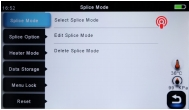 16:53
Splice Mode
Splice Mode
Select Splice Mode
Splice Option
Edit Splice Mode
Heater Mode
Delete Splice Mode
Data Storage
Menu Lock
Reset